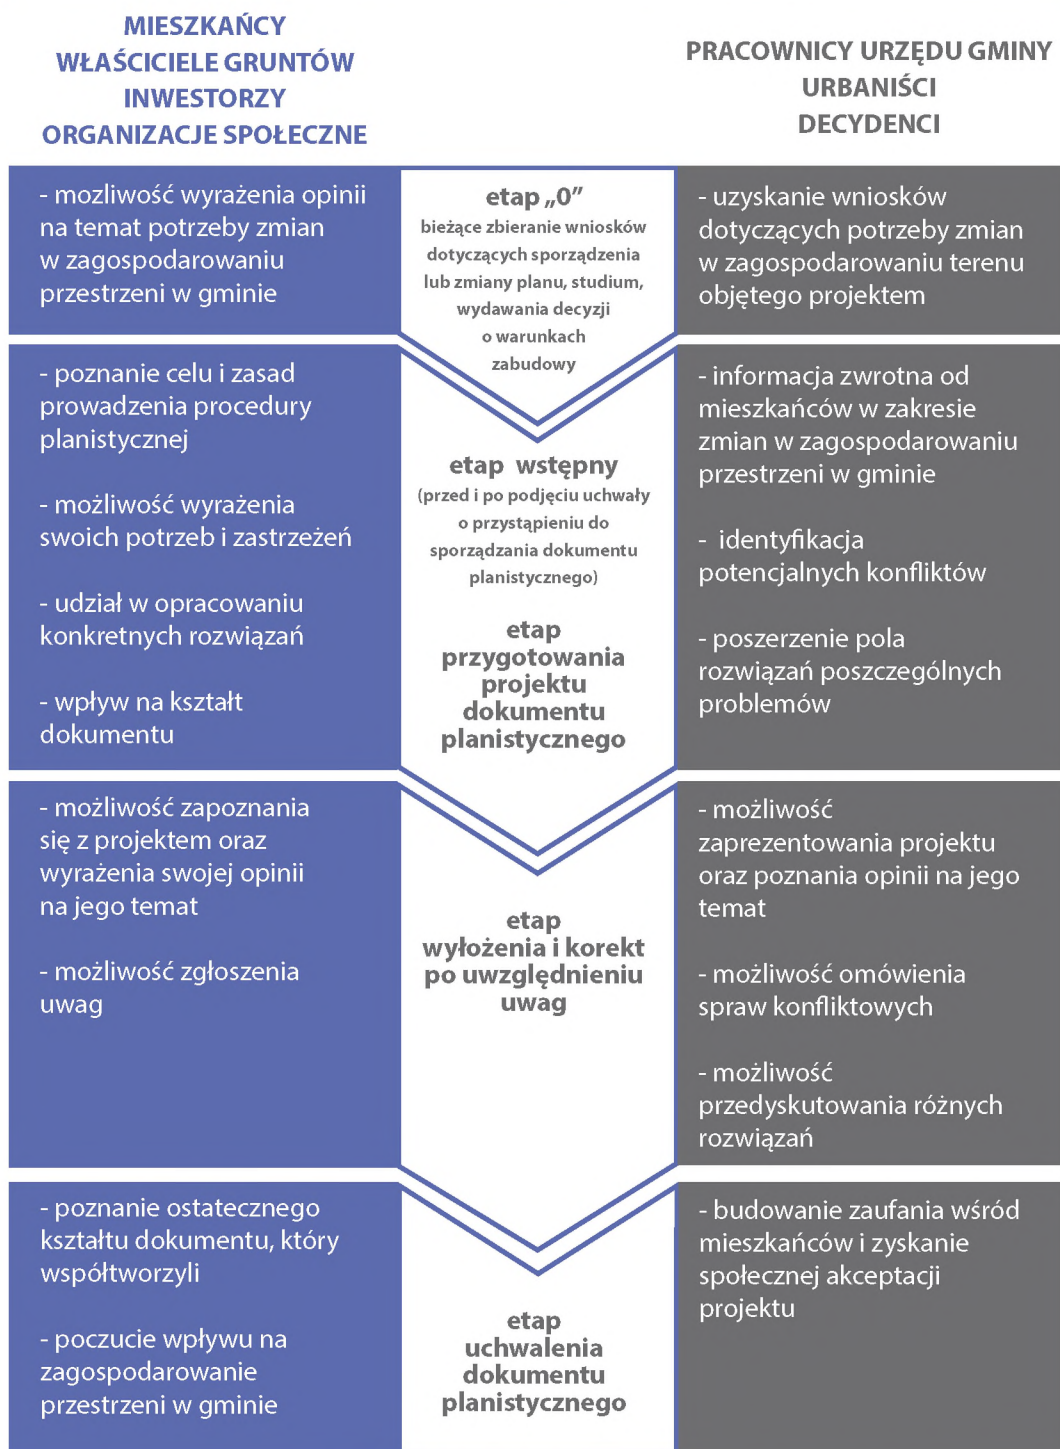 MIESZKAŃCY
WŁAŚCICIELE GRUNTÓW
INWESTORZY
ORGANIZACJE SPOŁECZNE
PRACOWNICY URZĘDU GMINY
URBANIŚCI
DECYDENCI
- mozliwość wyrażenia opinii
na temat potrzeby zmian
w zagospodarowaniu
przestrzeni w gminie
etap „0”
bieżące zbieranie wniosków
dotyczących sporządzenia
lub zmiany planu, studium,
wydawania decyzji
o warunkach
zabudowy
- uzyskanie wniosków
dotyczących potrzeby zmian
w zagospodarowaniu terenu
objętego projektem
- poznanie celu i zasad
prowadzenia procedury
planistycznej
- możliwość wyrażenia
swoich potrzeb i zastrzeżeń
- udział w opracowaniu
konkretnych rozwiązań
- wpływ na kształt
dokumentu
etap wstępny
(przed i po podjęciu uchwały
o przystąpieniu do
sporządzania dokumentu
planistycznego)
etap
przygotowania
projektu
dokumentu
planistycznego
- informacja zwrotna od
mieszkańców w zakresie
zmian w zagospodarowaniu
przestrzeni w gminie
- identyfikacja
potencjalnych konfliktów
- poszerzenie pola
rozwiązań poszczególnych
problemów
- możliwość zapoznania
się z projektem oraz
wyrażenia swojej opinii
na jego temat
- możliwość zgłoszenia
uwag
etap
wyłożenia i korekt
po uwzględnieniu
uwag
- możliwość
zaprezentowania projektu
oraz poznania opinii na jego
temat
- możliwość omówienia
spraw konfliktowych
- możliwość
przedyskutowania różnych
rozwiązań
- poznanie ostatecznego
kształtu dokumentu, który
współtworzyli
- poczucie wpływu na
zagospodarowanie
przestrzeni w gminie
etap
uchwalenia
dokumentu
planistycznego
- budowanie zaufania wśród
mieszkańców i zyskanie
społecznej akceptacji
projektu